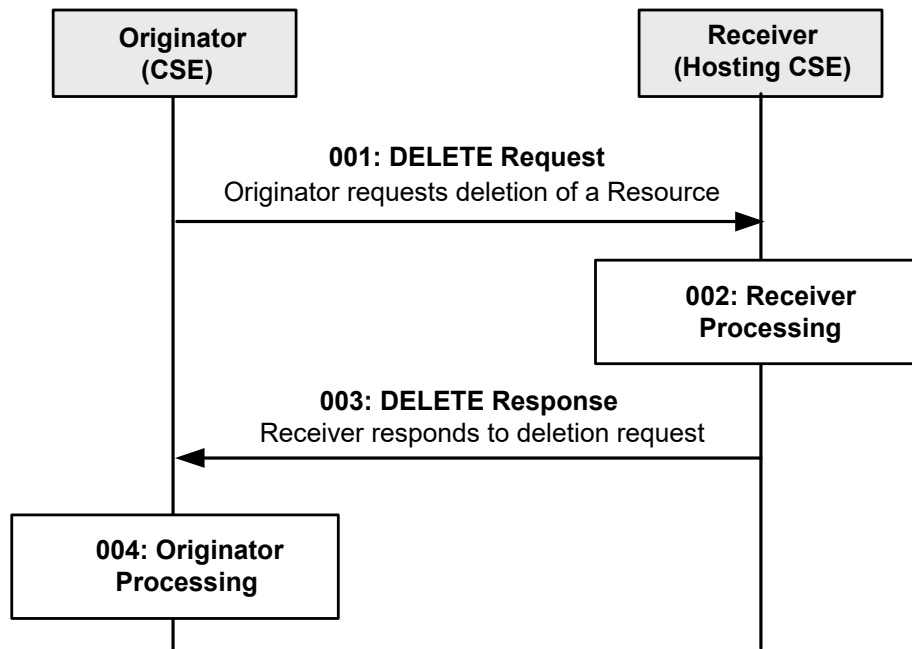 Originator
(CSE)
Receiver
(Hosting CSE)
001: DELETE Request
Originator requests deletion of a Resource
002: Receiver
Processing
003: DELETE Response
Receiver responds to deletion request
004: Originator
Processing